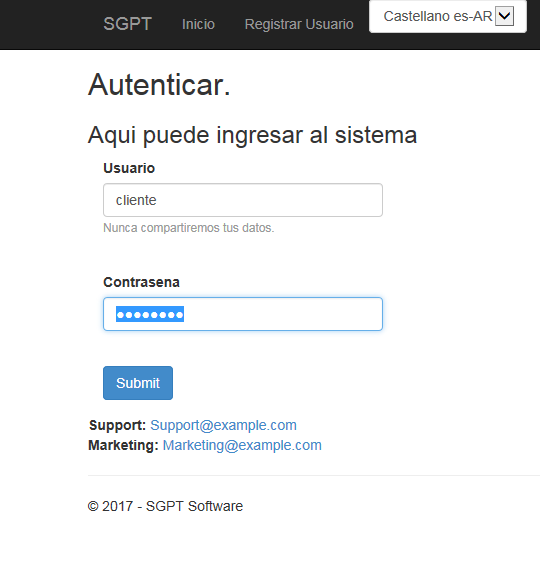 SGPT Inicio Registrar Usuario Castellano es-AR
Autenticar.
Aqui puede ingresar al sistema
Usuario
cliente
Nunca compartiremos tus datos.
Contrasena
••••••••
Submit
Support: Support@example.com
Marketing: Marketing@example.com
© 2017 - SGPT Software